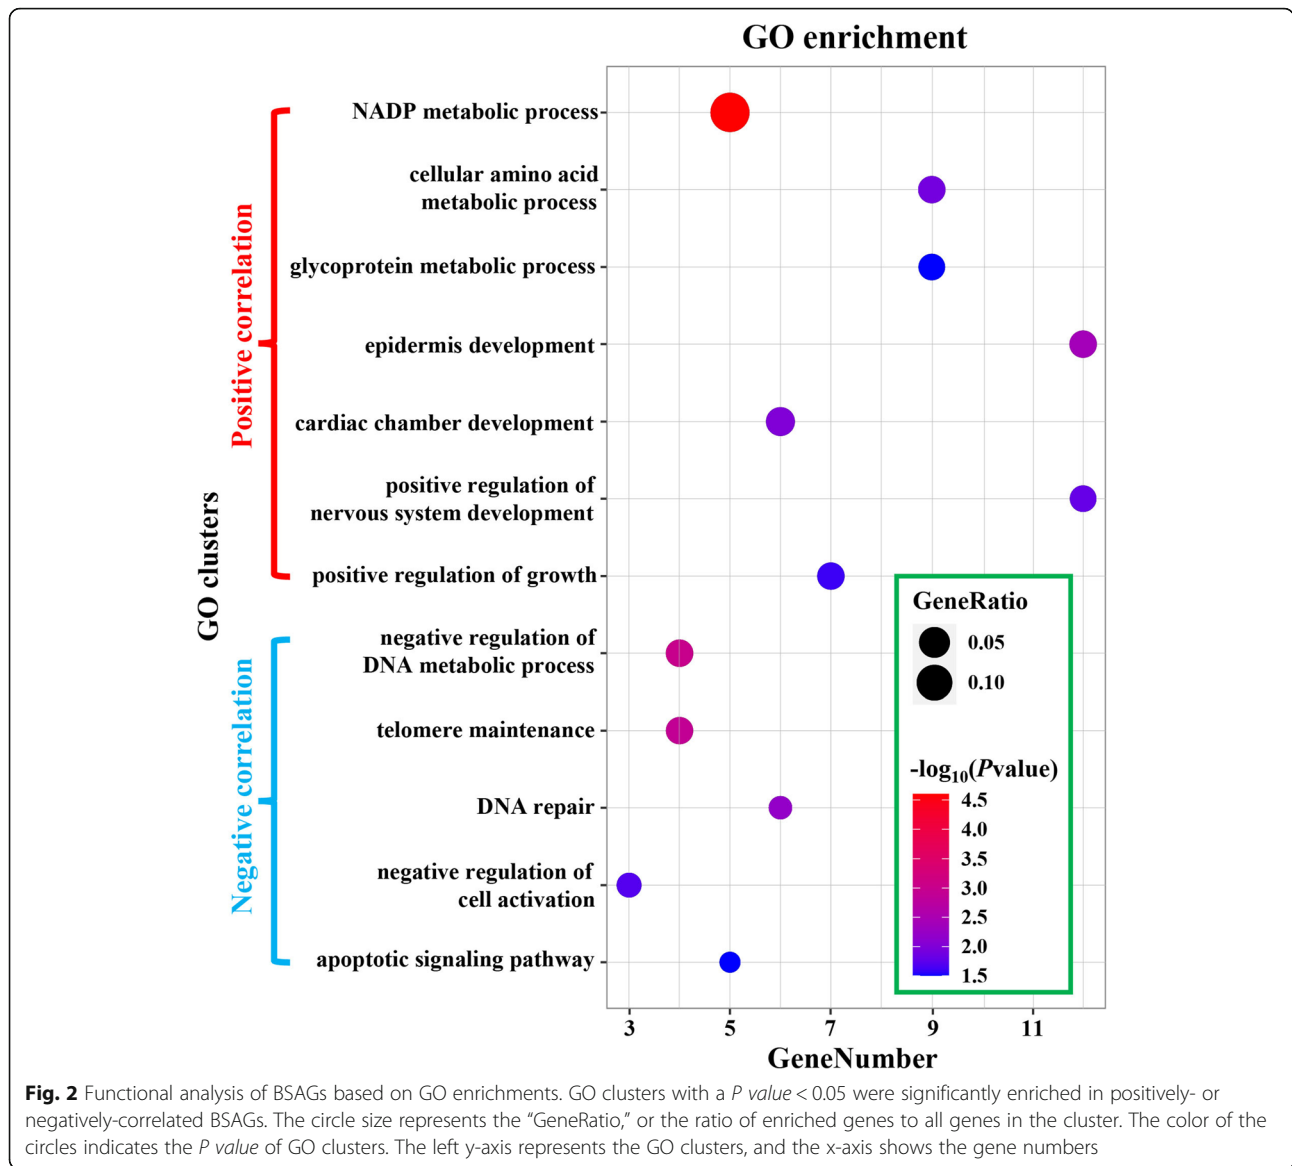 GO enrichment
NADP metabolic process
cellular amino acid
metabolic process
glycoprotein metabolic process
epidermis development
cardiac chamber development
positive regulation of
nervous system development
positive regulation of growth
negative regulation of
DNA metabolic process
telomere maintenance
DNA repair
negative regulation of
cell activation
apoptotic signaling pathway
Positive correlation
Negative correlation
GO clusters
GeneRatio
0.05
0.10
-log10(Pvalue)
4.5
4.0
3.5
3.0
2.5
2.0
1.5
3 5 7 9 11
GeneNumber
Fig. 2 Functional analysis of BSAGs based on GO enrichments. GO clusters with a P value < 0.05 were significantly enriched in positively- or
negatively-correlated BSAGs. The circle size represents the “GeneRatio,” or the ratio of enriched genes to all genes in the cluster. The color of the
circles indicates the P value of GO clusters. The left y-axis represents the GO clusters, and the x-axis shows the gene numbers